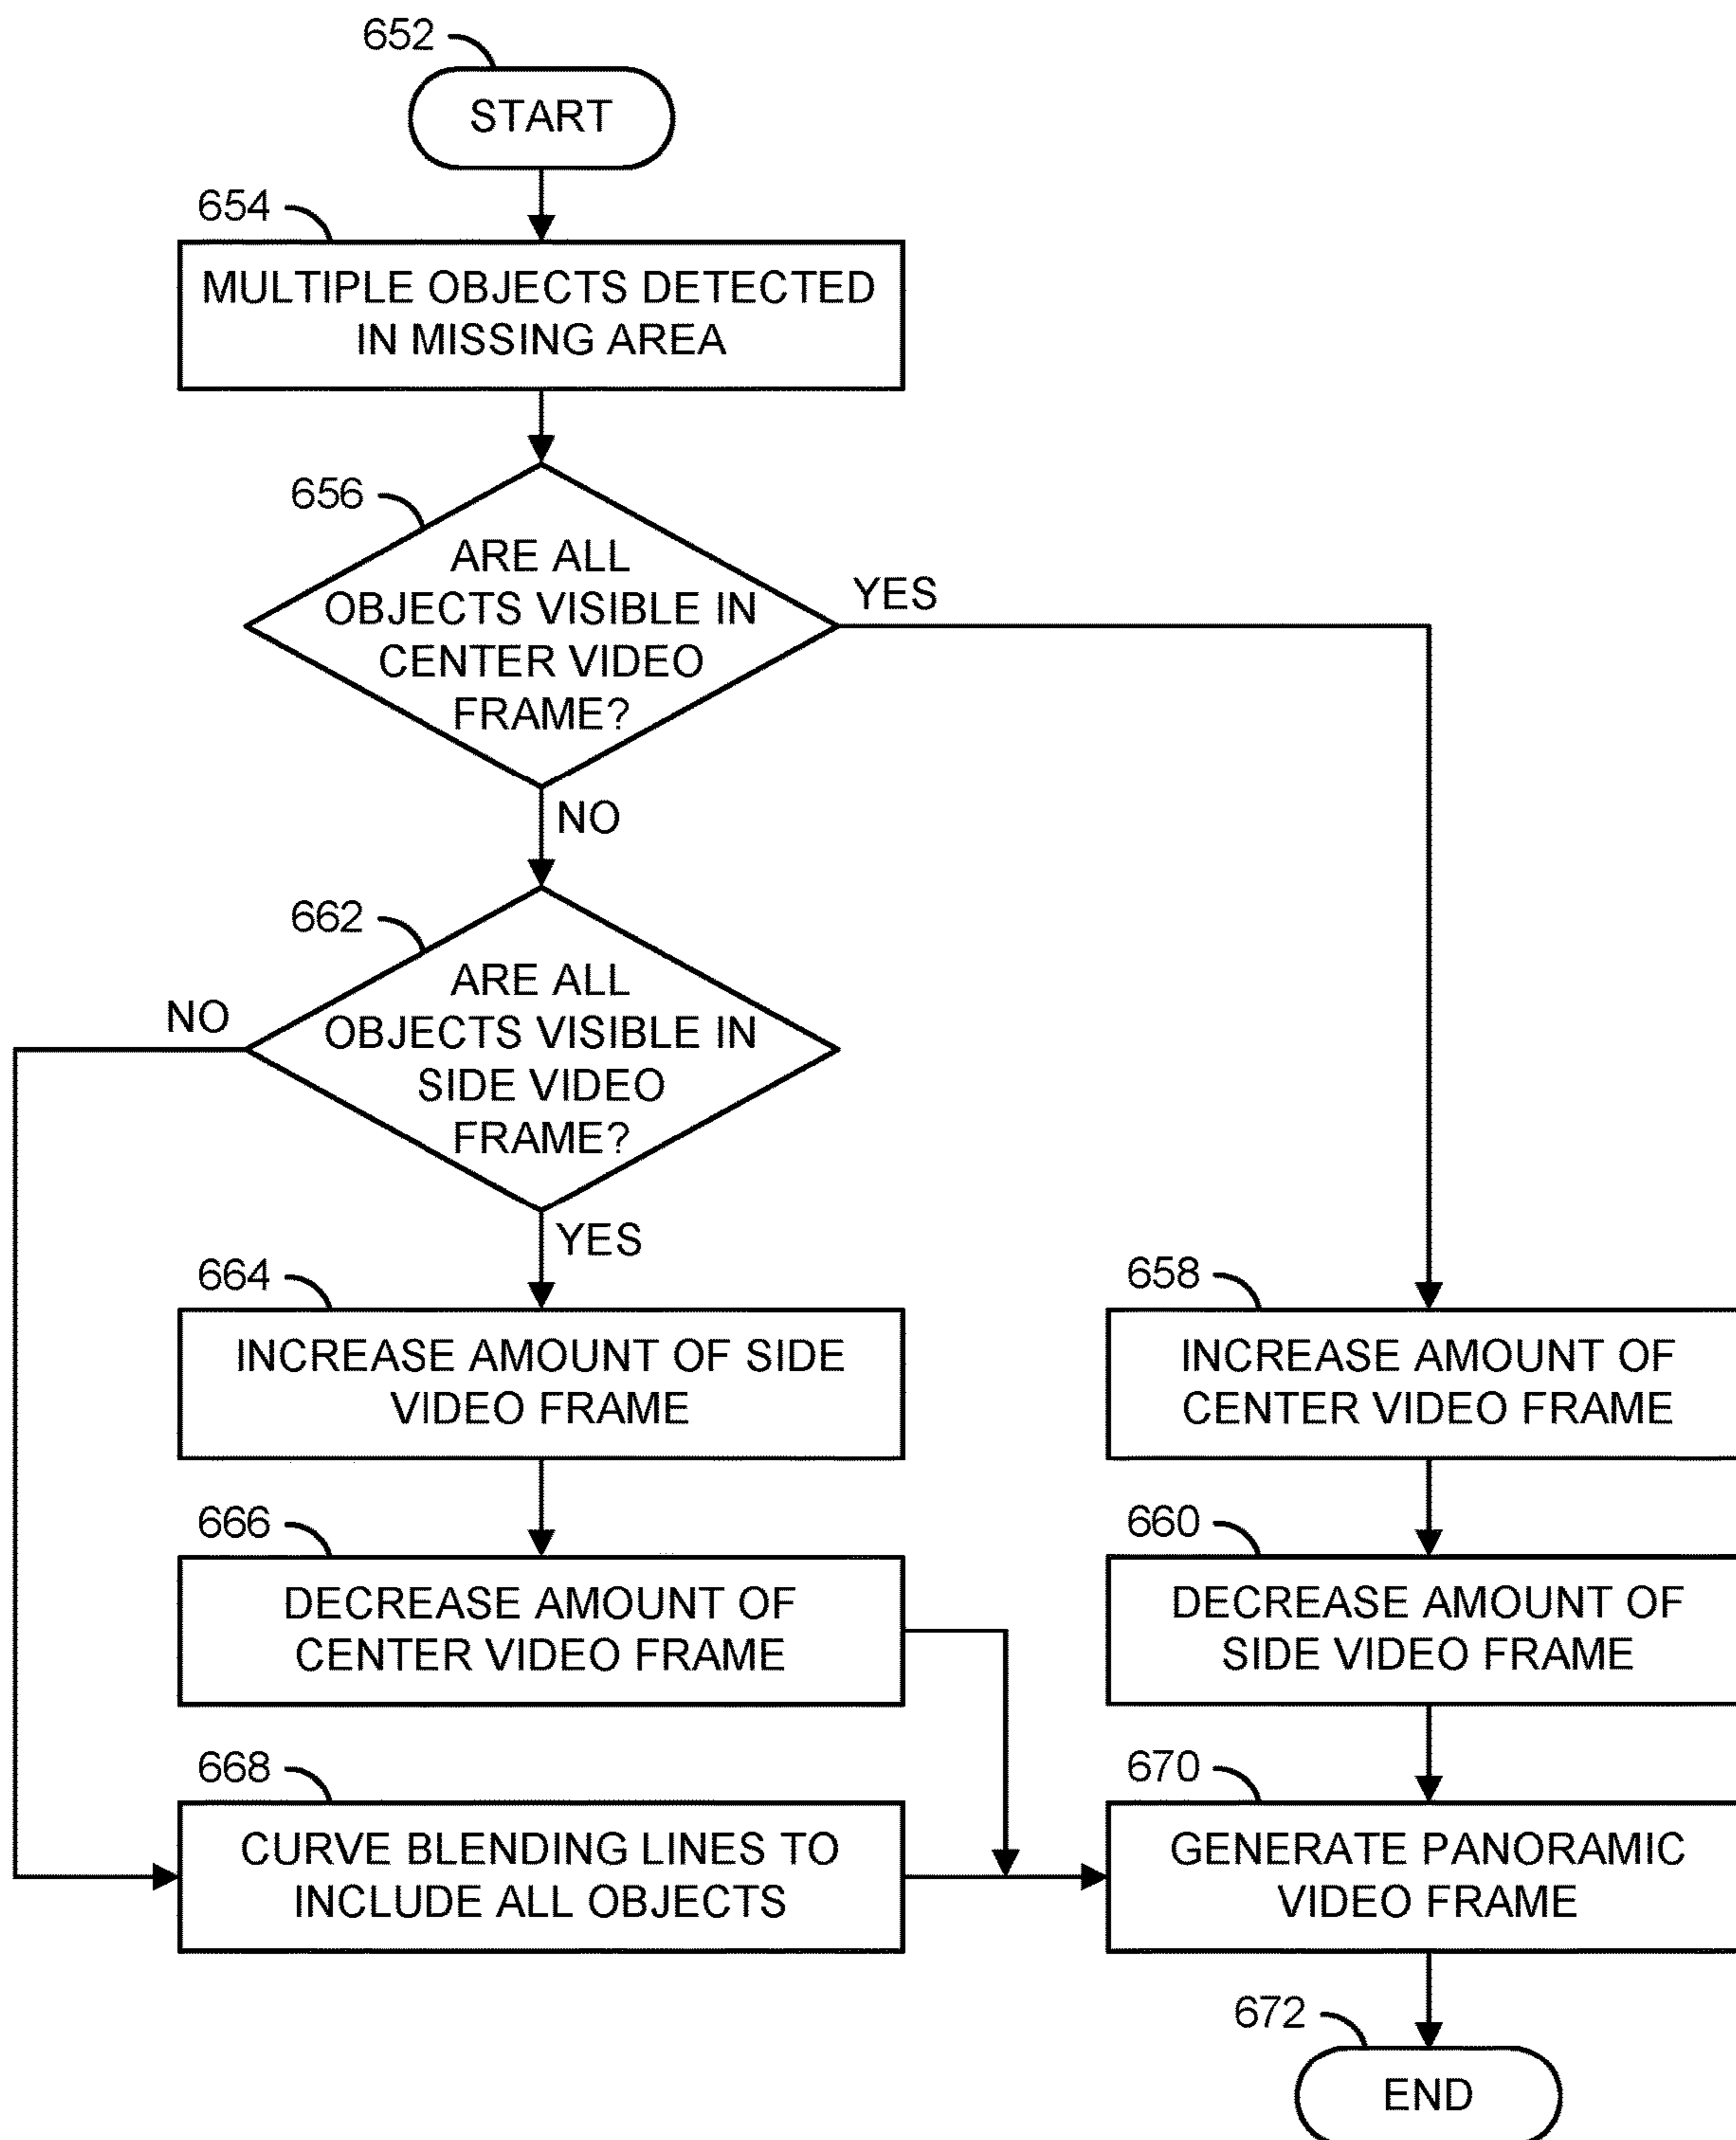 652
START
654
MULTIPLE OBJECTS DETECTED
IN MISSING AREA
656
ARE ALL
OBJECTS VISIBLE IN
CENTER VIDEO
FRAME?
YES
NO
662
ARE ALL
OBJECTS VISIBLE IN
SIDE VIDEO
FRAME?
NO
YES
664
INCREASE AMOUNT OF SIDE
VIDEO FRAME
658
INCREASE AMOUNT OF
CENTER VIDEO FRAME
666
DECREASE AMOUNT OF
CENTER VIDEO FRAME
660
DECREASE AMOUNT OF
SIDE VIDEO FRAME
668
CURVE BLENDING LINES TO
INCLUDE ALL OBJECTS
670
GENERATE PANORAMIC
VIDEO FRAME
672
END